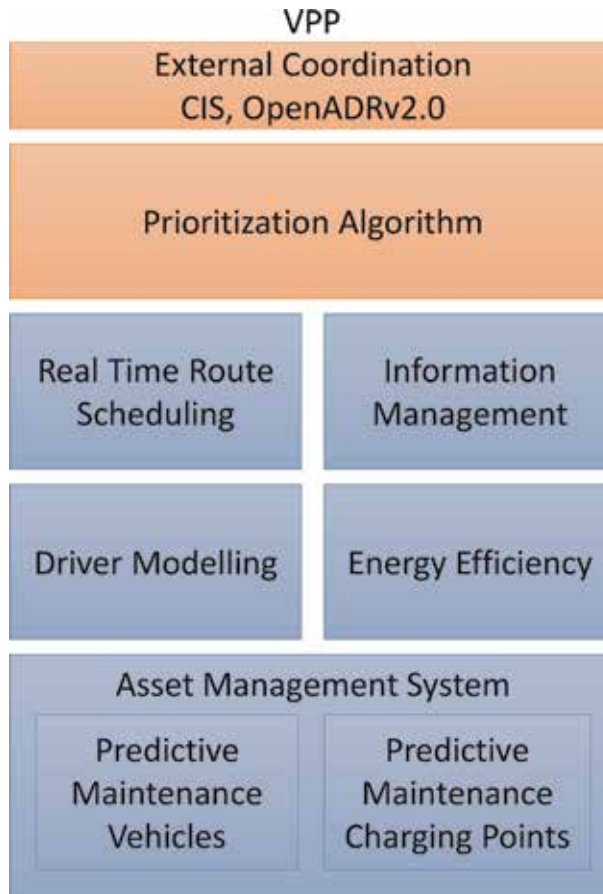 VPP
External Coordination
CIS, OpenADRv2.0
Prioritization Algorithm
Real Time Route
Scheduling
Information
Management
Driver Modelling
Energy Efficiency
Asset Management System
Predictive
Maintenance
Vehicles
Predictive
Maintenance
Charging Points